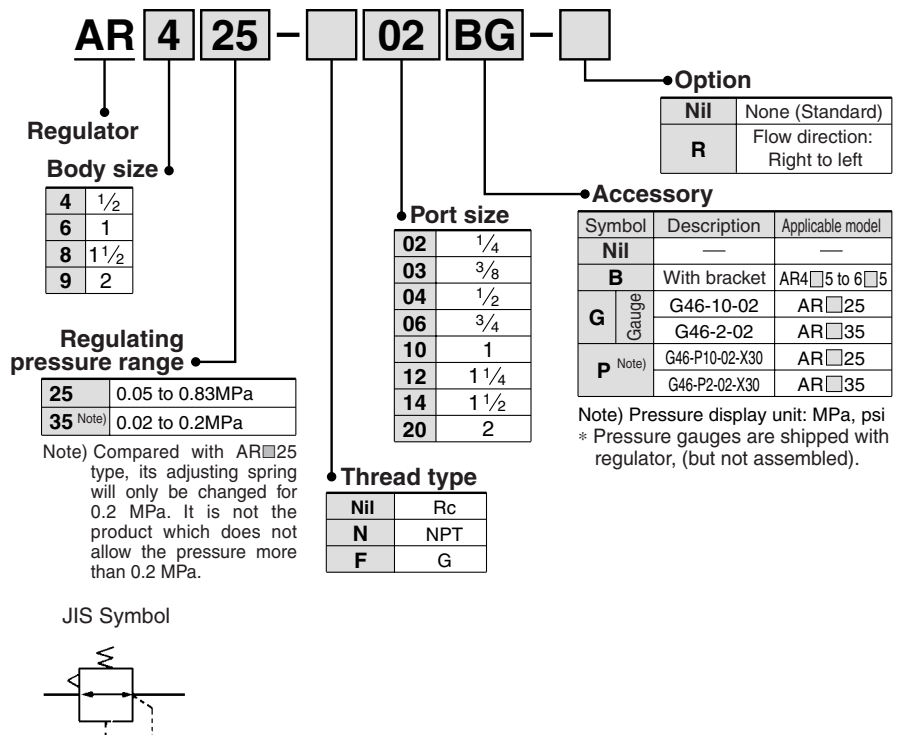 AR 4 25 – 02 BG –
Option
Nil None (Standard)
R Flow direction:
Right to left
Regulator
Body size
4 1/2
6 1
8 1 1/2
9 2
Accessory
Symbol Description Applicable model
Nil — —
B With bracket AR4□5 to 6□5
G Gauge G46-10-02 AR□25
G46-2-02 AR□35
P Note) G46-P10-02-X30 AR□25
G46-P2-02-X30 AR□35
Note) Pressure display unit: MPa, psi
* Pressure gauges are shipped with
regulator, (but not assembled).
Port size
02 1/4
03 3/8
04 1/2
06 3/4
10 1
12 1 1/4
14 1 1/2
20 2
Regulating
pressure range
25 0.05 to 0.83MPa
35 Note) 0.02 to 0.2MPa
Note) Compared with AR■25
type, its adjusting spring
will only be changed for
0.2 MPa. It is not the
product which does not
allow the pressure more
than 0.2 MPa.
Thread type
Nil Rc
N NPT
F G
JIS Symbol